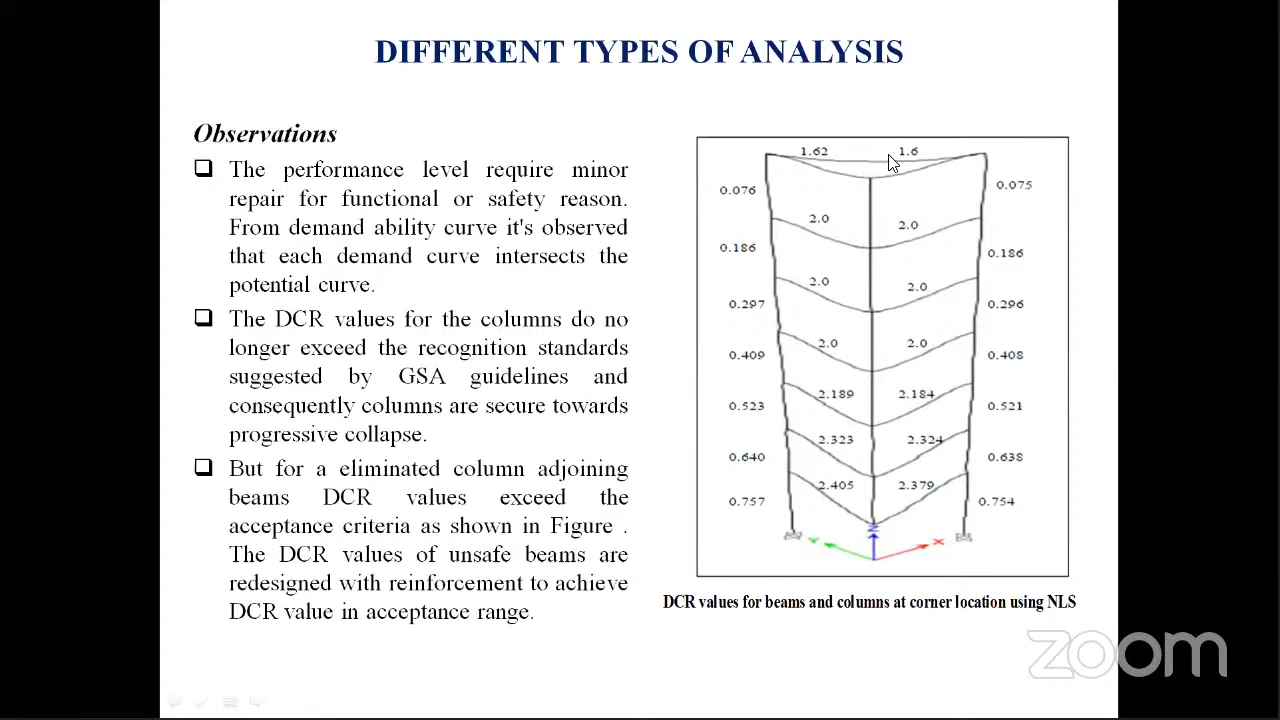 DIFFERENT TYPES OF ANALYSIS
Observations
The performance level require minor
repair for functional or safety reason.
From demand ability curve it's observed
that each demand curve intersects the
potential curve.
The DCR values for the columns do no
longer exceed the recognition standards
suggested by GSA guidelines and
consequently columns are secure towards
progressive collapse.
But for a eliminated column adjoining
beams DCR values exceed the
acceptance criteria as shown in Figure .
The DCR values of unsafe beams are
redesigned with reinforcement to achieve
DCR value in acceptance range.
1.62 1.6
0.076 0.075
2.0 2.0
0.186 0.186
2.0 2.0
0.297 0.296
2.0 2.0
0.409 0.408
2.189 2.184
0.523 0.521
2.323 2.324
0.640 0.638
2.405 2.379
0.757 0.754
Z
Y X
DCR values for beams and columns at corner location using NLS
zoom